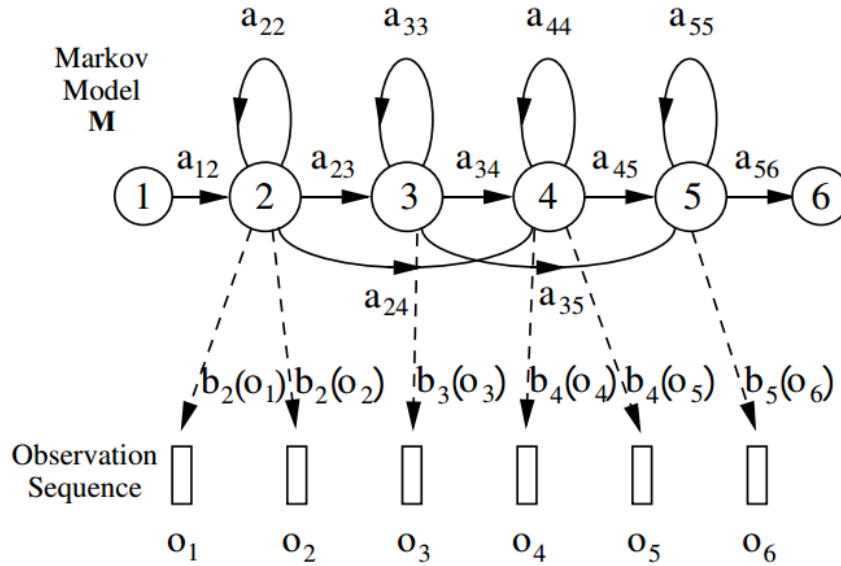 a₂₂ a₃₃ a₄₄ a₅₅
Markov
Model
M
a₁₂ a₂₃ a₃₄ a₄₅ a₅₆
1 2 3 4 5 6
a₂₄ a₃₅
b₂(o₁) b₂(o₂) b₃(o₃) b₄(o₄) b₄(o₅) b₅(o₆)
Observation
Sequence
o₁ o₂ o₃ o₄ o₅ o₆